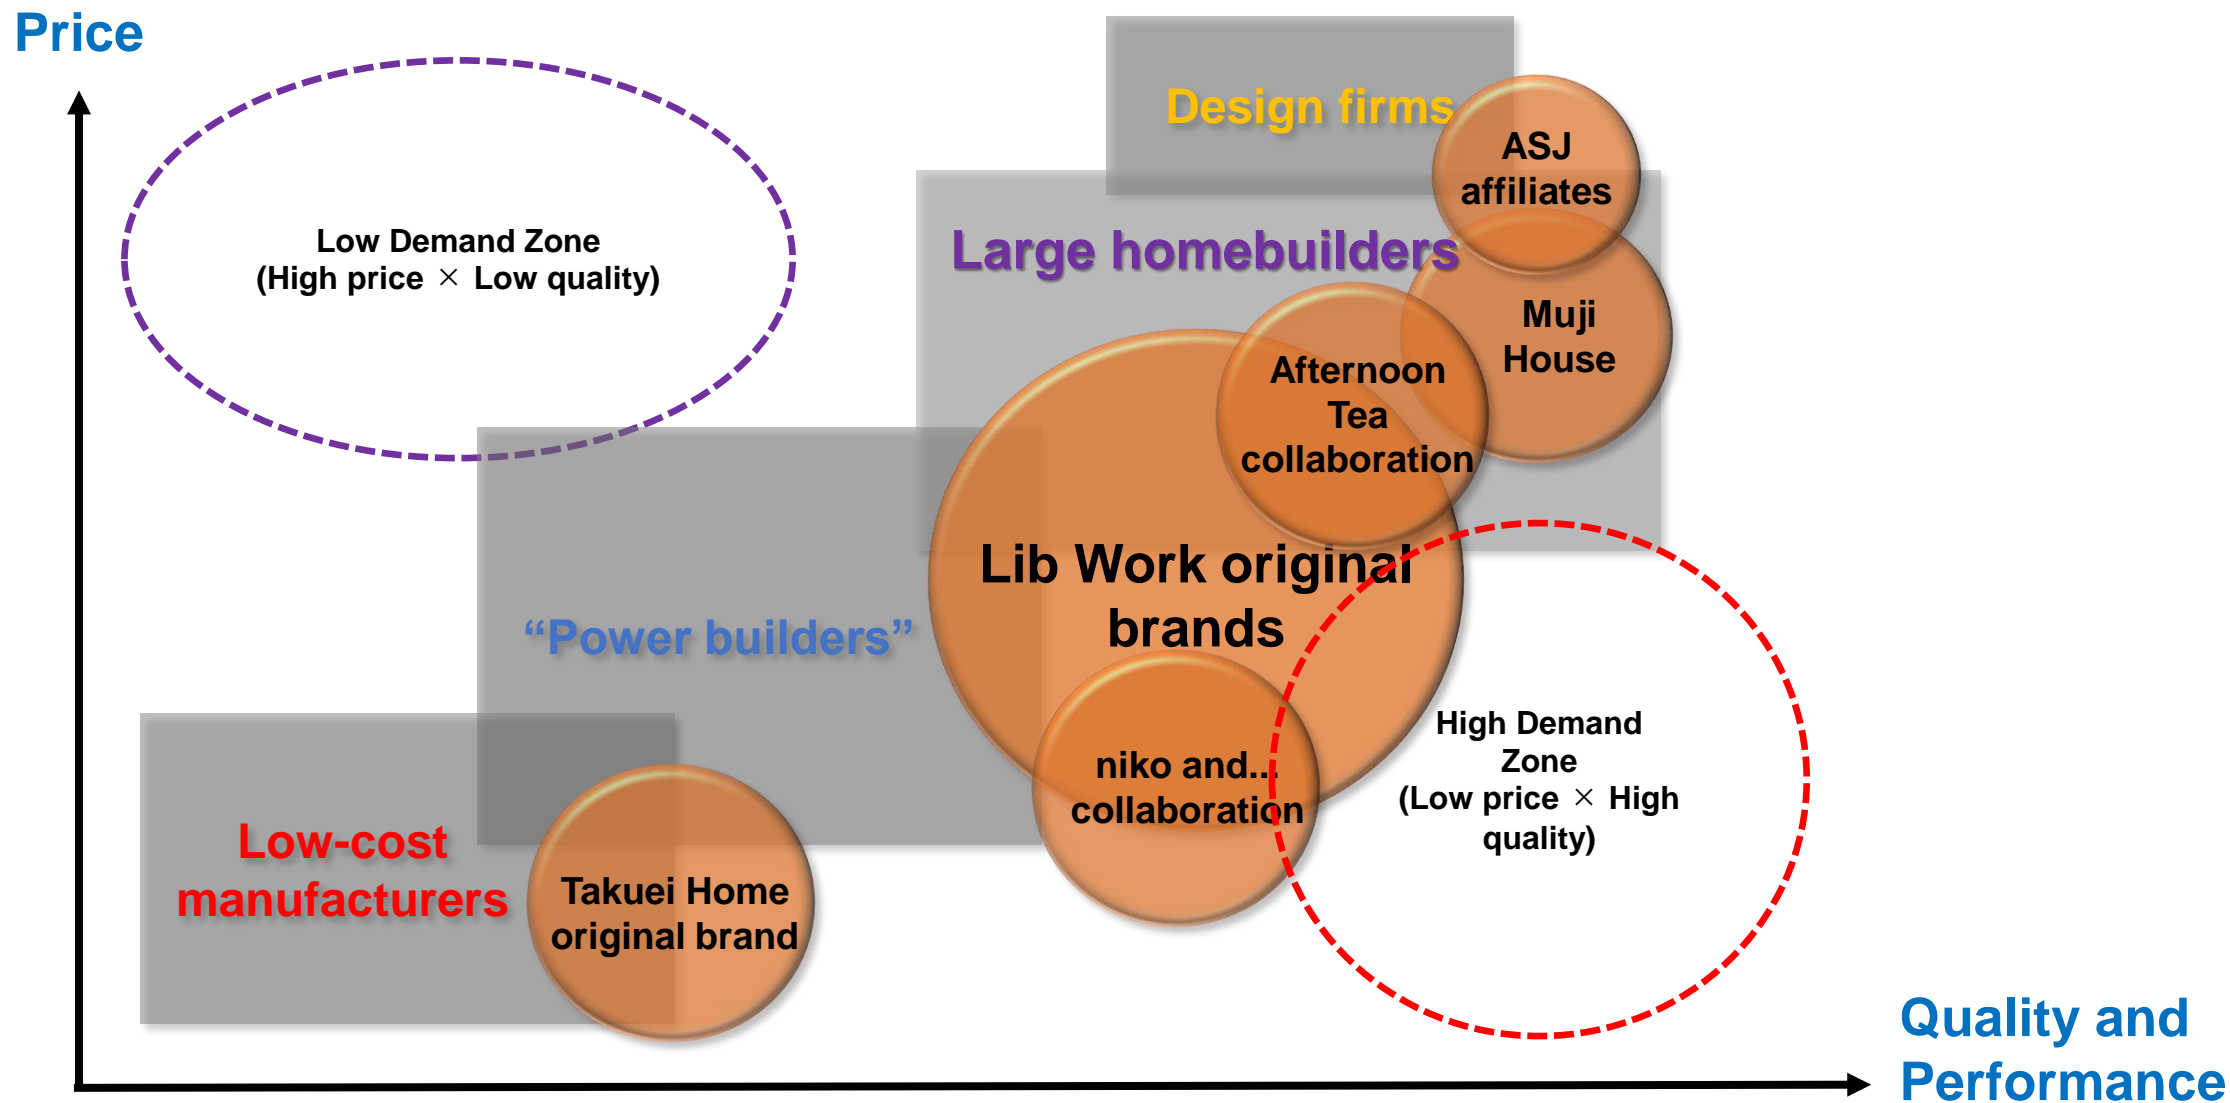 Price
Design firms
ASJ
affiliates
Low Demand Zone
(High price × Low quality)
Large homebuilders
Muji
House
Afternoon
Tea
collaboration
Lib Work original
brands
“Power builders”
High Demand
Zone
(Low price × High
quality)
niko and...
collaboration
Low-cost
manufacturers
Takuei Home
original brand
Quality and
Performance